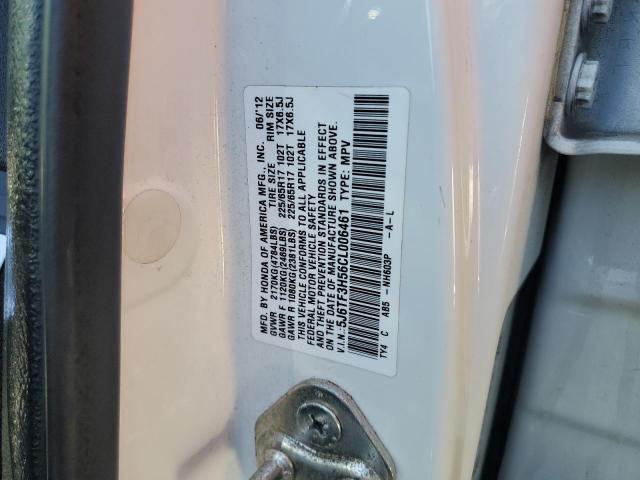 MFD. BY HONDA OF AMERICA MFG., INC. 06/'12
GVWR 2170KG(4784LBS) TIRE SIZE RIM SIZE
GAWR F 1120KG(2469LBS) 225/65R17 102T 17X6.5J
GAWR R 1080KG(2381LBS) 225/65R17 102T 17X6.5J
THIS VEHICLE CONFORMS TO ALL APPLICABLE
FEDERAL MOTOR VEHICLE SAFETY
AND THEFT PREVENTION STANDARDS IN EFFECT
ON THE DATE OF MANUFACTURE SHOWN ABOVE.
V.I.N.: 5J6TF3H56CL006461 TYPE: MPV
TY4 C AB5 -NH603P -A-L